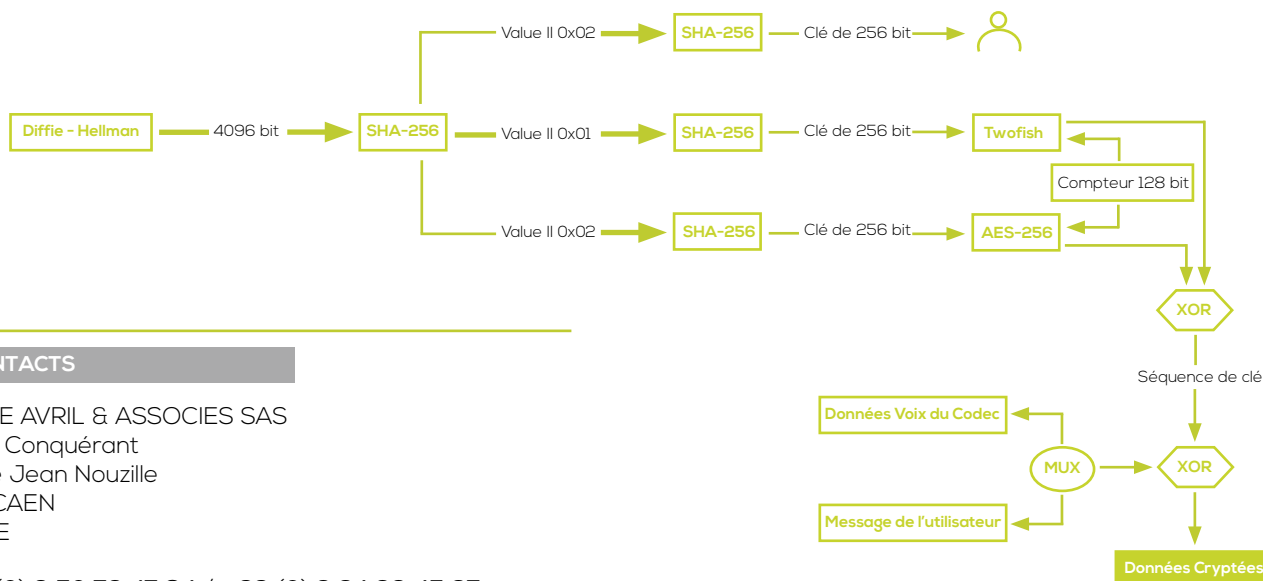 Value II 0x02 SHA-256 Clé de 256 bit
Diffie - Hellman 4096 bit SHA-256 Value II 0x01 SHA-256 Clé de 256 bit Twofish
Compteur 128 bit
Value II 0x02 SHA-256 Clé de 256 bit AES-256
XOR
Séquence de clé
Données Voix du Codec
MUX XOR
Message de l'utilisateur
Données Cryptées
NTACTS
E AVRIL & ASSOCIES SAS
Conquérant
Jean Nouzille
CAEN
E